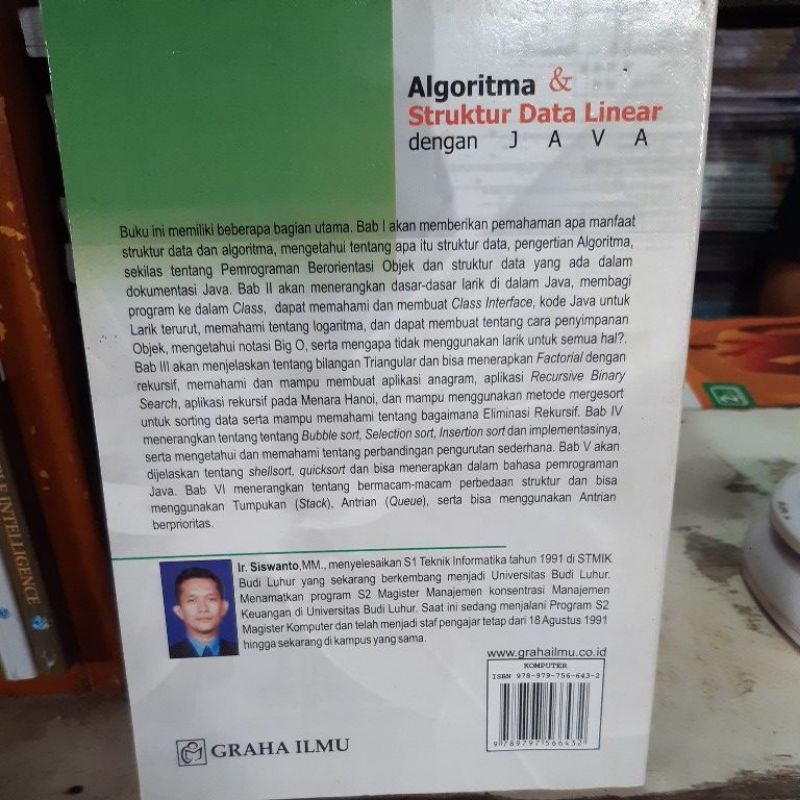 Algoritma &
Struktur Data Linear
dengan J A V A
Buku ini memiliki beberapa bagian utama. Bab I akan memberikan pemahaman apa manfaat
struktur data dan algoritma, mengetahui tentang apa itu struktur data, pengertian Algoritma,
sekilas tentang Pemrograman Berorientasi Objek dan struktur data yang ada dalam
dokumentasi Java. Bab II akan menerangkan dasar-dasar larik di dalam Java, membagi
program ke dalam Class, dapat memahami dan membuat Class Interface, kode Java untuk
Larik terurut, memahami tentang logaritma, dan dapat membuat tentang cara penyimpanan
Objek, mengetahui notasi Big O, serta mengapa tidak menggunakan larik untuk semua hal?.
Bab III akan menjelaskan tentang bilangan Triangular dan bisa menerapkan Factorial dengan
rekursif, memahami dan mampu membuat aplikasi anagram, aplikasi Recursive Binary
Search, aplikasi rekursif pada Menara Hanoi, dan mampu menggunakan metode mergesort
untuk sorting data serta mampu memahami tentang bagaimana Eliminasi Rekursif. Bab IV
menerangkan tentang tentang Bubble sort, Selection sort, Insertion sort dan implementasinya,
serta mengetahui dan memahami tentang perbandingan pengurutan sederhana. Bab V akan
dijelaskan tentang shellsort, quicksort dan bisa menerapkan dalam bahasa pemrograman
Java. Bab VI menerangkan tentang bermacam-macam perbedaan struktur dan bisa
menggunakan Tumpukan (Stack), Antrian (Queue), serta bisa menggunakan Antrian
berprioritas.
Ir. Siswanto,MM., menyelesaikan S1 Teknik Informatika tahun 1991 di STMIK
Budi Luhur yang sekarang berkembang menjadi Universitas Budi Luhur.
Menamatkan program S2 Magister Manajemen konsentrasi Manajemen
Keuangan di Universitas Budi Luhur. Saat ini sedang menjalani Program S2
Magister Komputer dan telah menjadi staf pengajar tetap dari 18 Agustus 1991
hingga sekarang di kampus yang sama.
www.grahailmu.co.id
KOMPUTER
ISBN 978-979-756-643-2
9 789797 566432
GRAHA ILMU
INTELLIGENCE